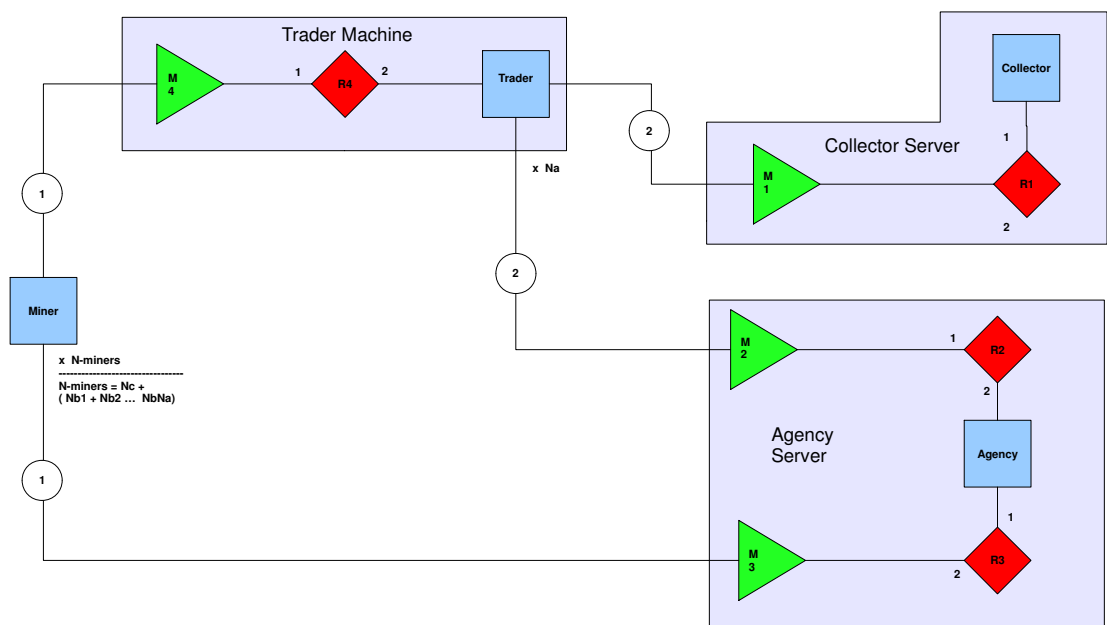 Trader Machine
M
4
1
R4
2
Trader
Collector
2
1
Collector Server
M
1
R1
2
x Na
1
2
Miner
x N-miners
---------------------------------
N-miners = Nc +
( Nb1 + Nb2 ... NbNa)
M
2
1
R2
2
Agency
Server
Agency
1
1
M
3
2
R3